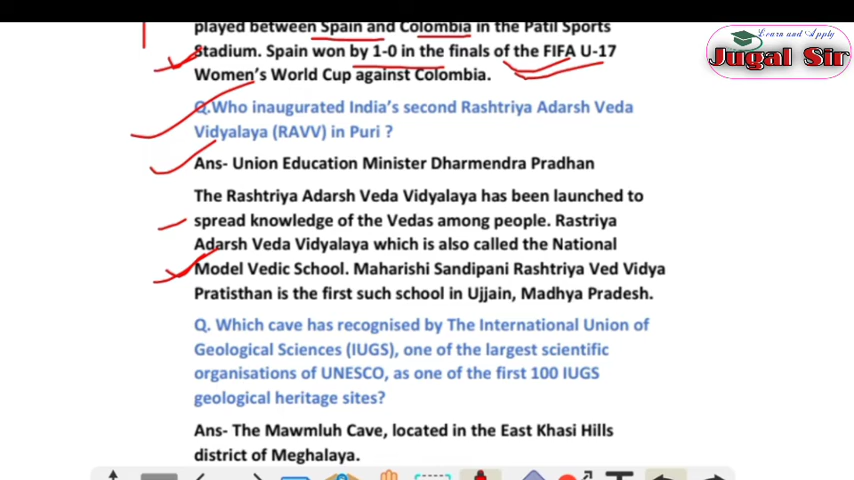 played between Spain and Colombia in the Patil Sports
Stadium. Spain won by 1-0 in the finals of the FIFA U-17
Women's World Cup against Colombia.
Learn and Apply
Jugal Sir
Q.Who inaugurated India's second Rashtriya Adarsh Veda
Vidyalaya (RAVV) in Puri ?
Ans- Union Education Minister Dharmendra Pradhan
The Rashtriya Adarsh Veda Vidyalaya has been launched to
spread knowledge of the Vedas among people. Rastriya
Adarsh Veda Vidyalaya which is also called the National
Model Vedic School. Maharishi Sandipani Rashtriya Ved Vidya
Pratisthan is the first such school in Ujjain, Madhya Pradesh.
Q. Which cave has recognised by The International Union of
Geological Sciences (IUGS), one of the largest scientific
organisations of UNESCO, as one of the first 100 IUGS
geological heritage sites?
Ans- The Mawmluh Cave, located in the East Khasi Hills
district of Meghalaya.